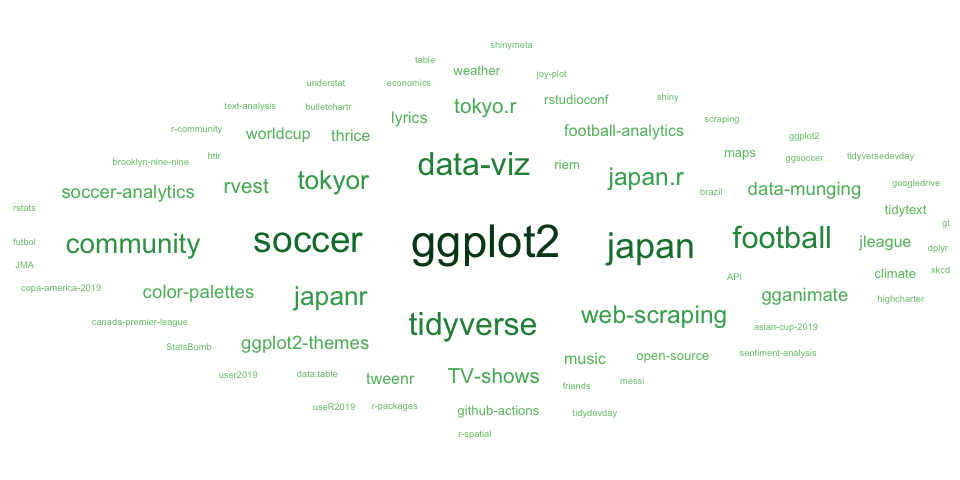 shinymeta
table
weather
joy-plot
understat
economics
tokyo.r
rstudioconf
shiny
text-analysis
bulletchartr
lyrics
scraping
r-community
worldcup
thrice
football-analytics
ggplot2
brooklyn-nine-nine
httr
data-viz
riem
maps
ggsoccer
tidyversedevday
soccer-analytics
rvest
tokyor
japan.r
brazil
data-munging
googledrive
rstats
tidytext
gt
futbol
community
soccer
ggplot2
japan
football
jleague
dplyr
JMA
API
climate
xkcd
copa-america-2019
color-palettes
japanr
gganimate
highcharter
canada-premier-league
tidyverse
web-scraping
asian-cup-2019
StatsBomb
ggplot2-themes
music
open-source
sentiment-analysis
user2019
data.table
tweenr
TV-shows
friends
messi
useR2019
r-packages
github-actions
tidydevday
r-spatial